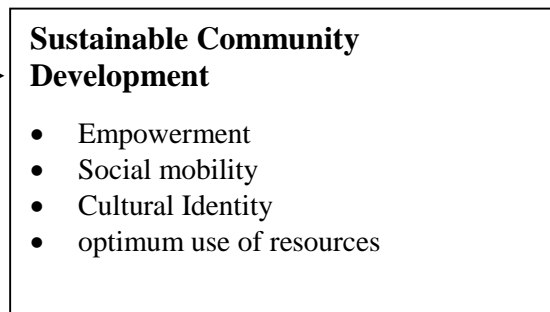 Sustainable Community
Development
• Empowerment
• Social mobility
• Cultural Identity
• optimum use of resources